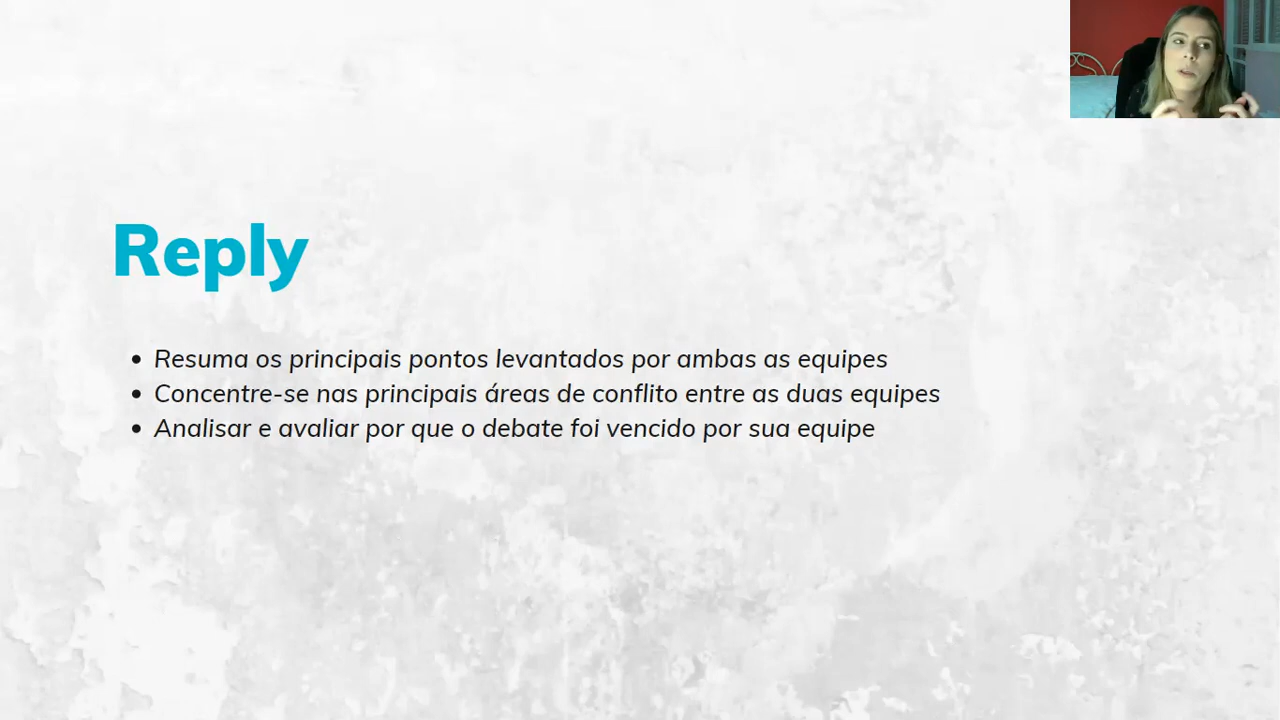 Reply
• Resuma os principais pontos levantados por ambas as equipes
• Concentre-se nas principais áreas de conflito entre as duas equipes
• Analisar e avaliar por que o debate foi vencido por sua equipe